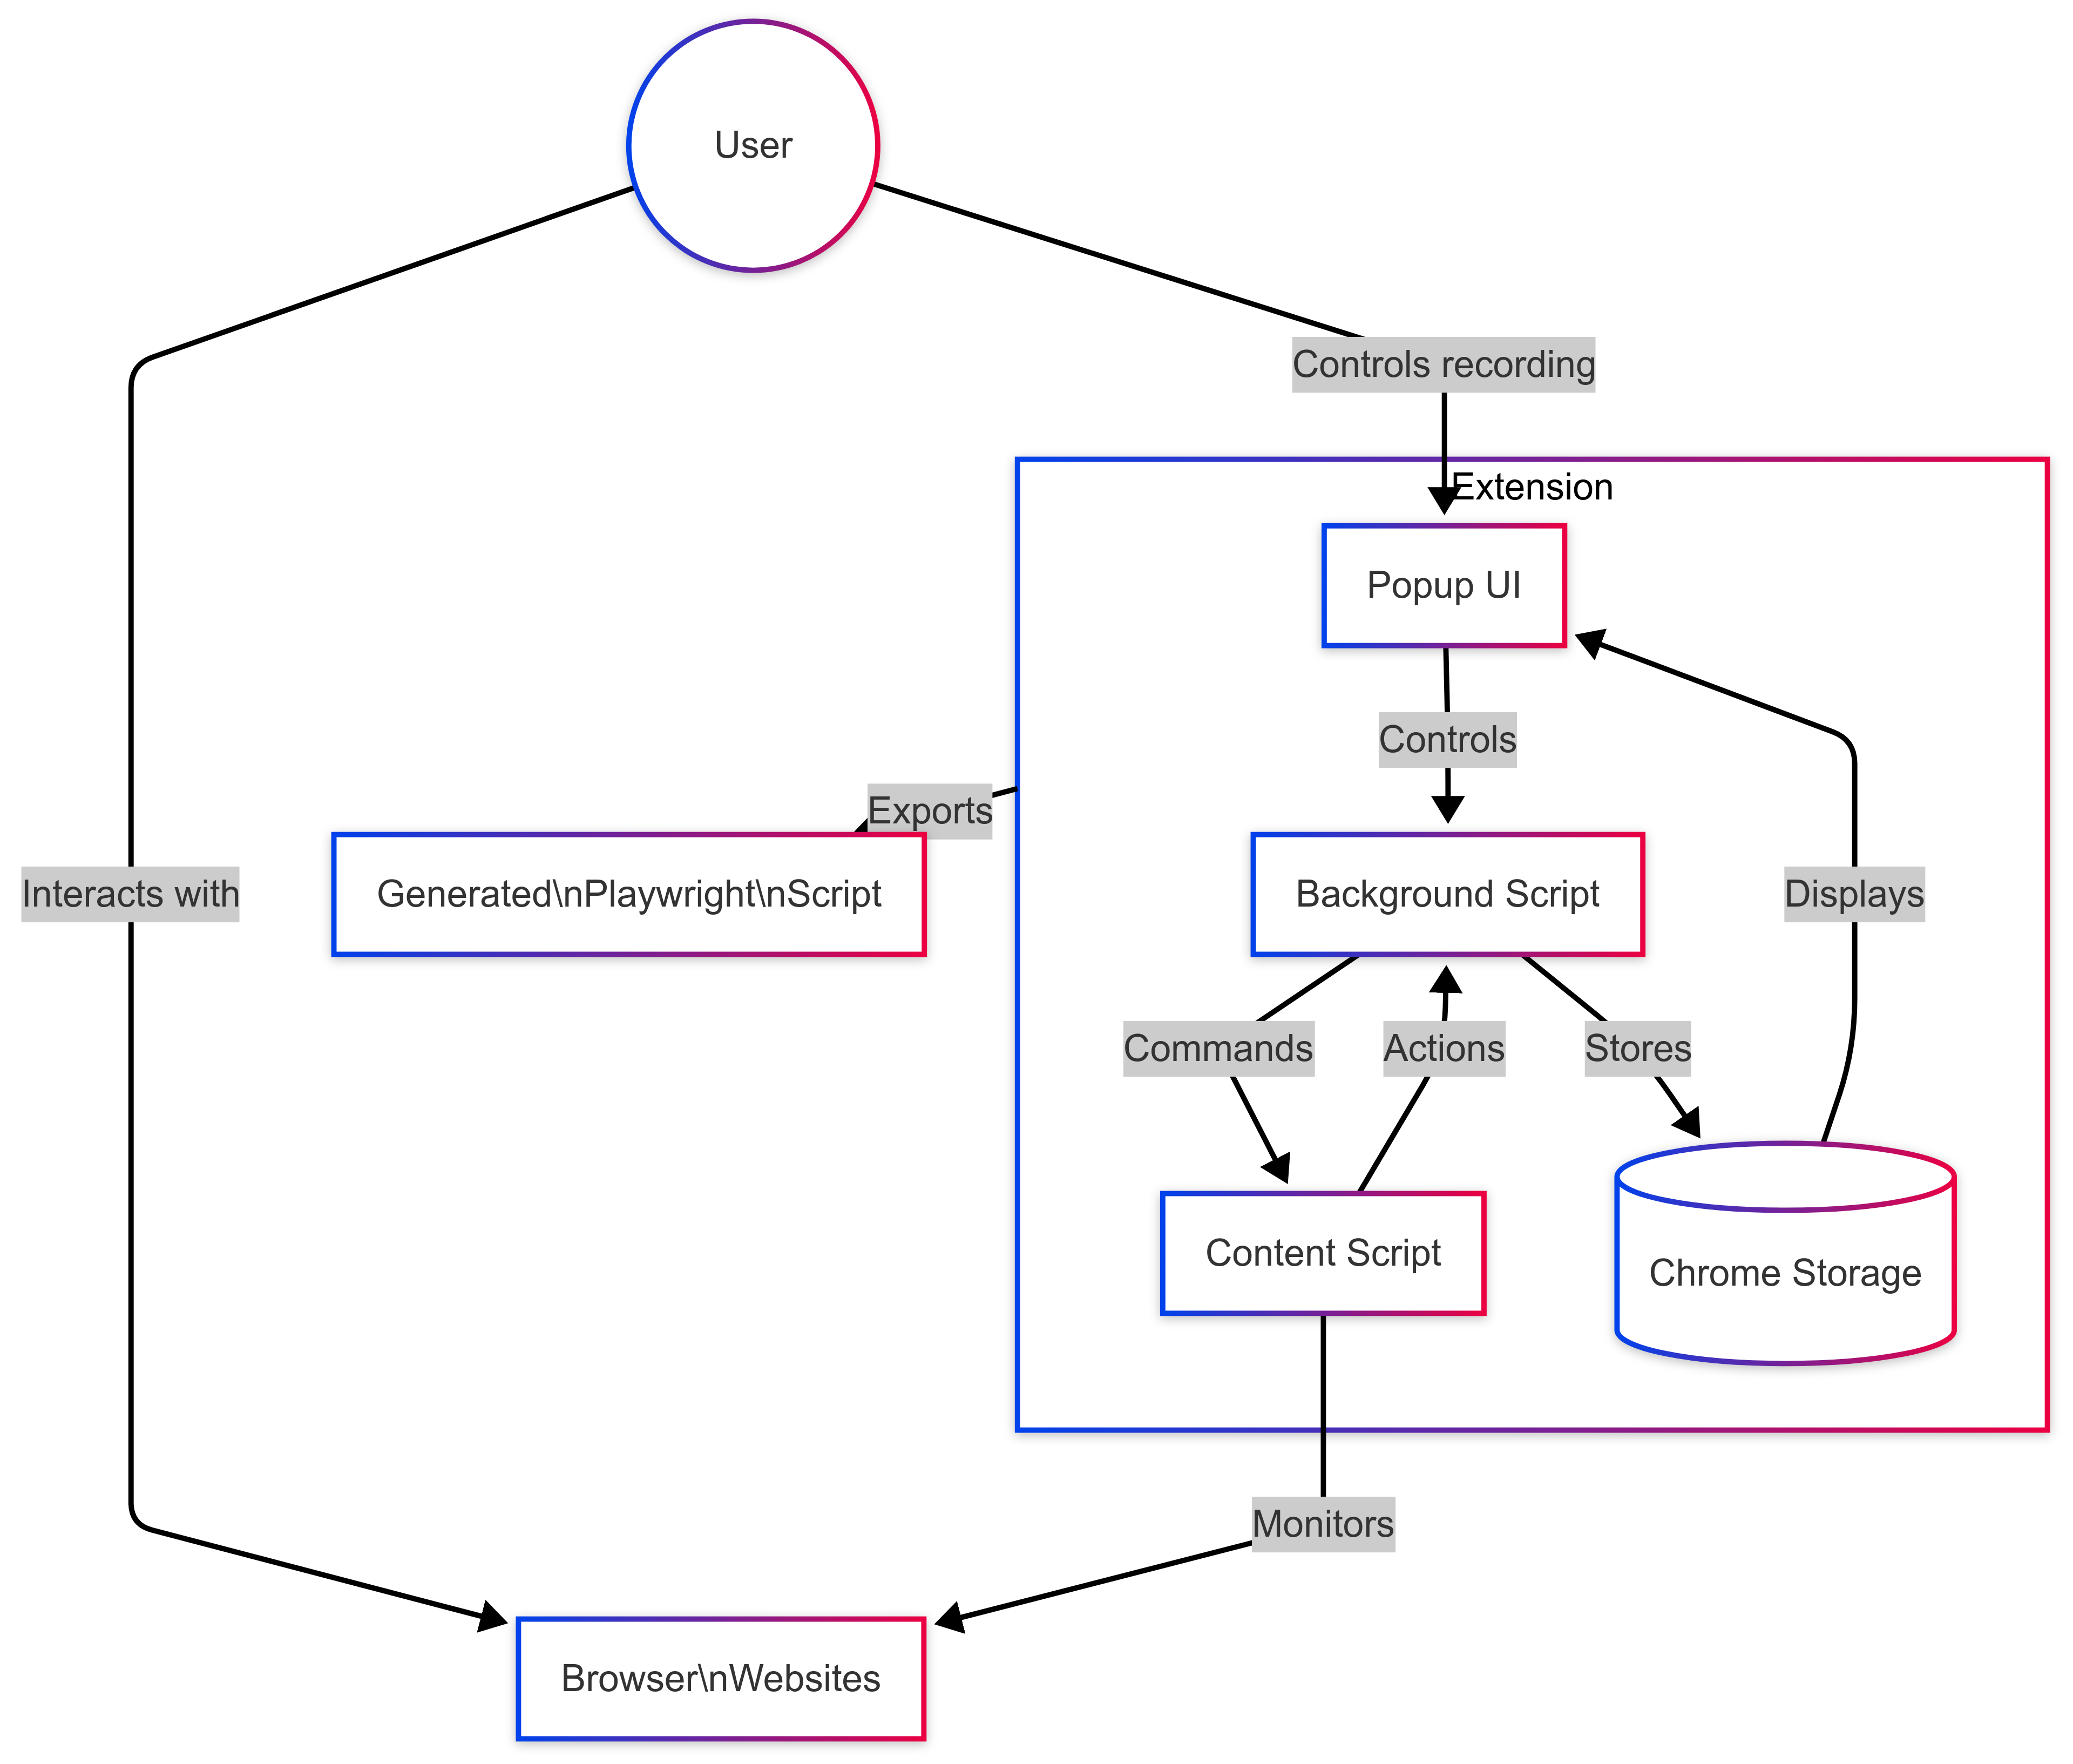 User
Controls recording
Extension
Popup UI
Controls
Exports
Generated\nPlaywright\nScript
Interacts with
Background Script
Displays
Commands
Actions
Stores
Content Script
Chrome Storage
Monitors
Browser\nWebsites